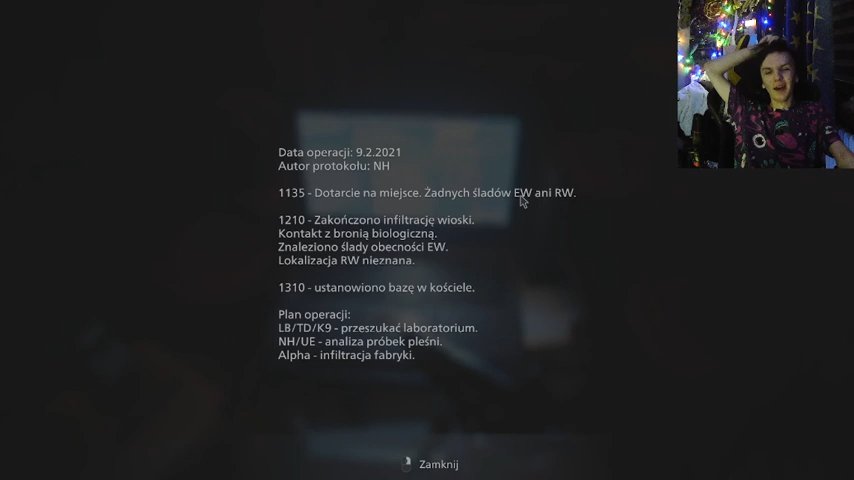 Data operacji: 9.2.2021
Autor protokołu: NH
1135 - Dotarcie na miejsce. Żadnych śladów EW ani RW.
1210 - Zakończono infiltrację wioski.
Kontakt z bronią biologiczną.
Znaleziono ślady obecności EW.
Lokalizacja RW nieznana.
1310 - ustanowiono bazę w kościele.
Plan operacji:
LB/TD/K9 - przeszukać laboratorium.
NH/UE - analiza próbek pleśni.
Alpha - infiltracja fabryki.
Zamknij